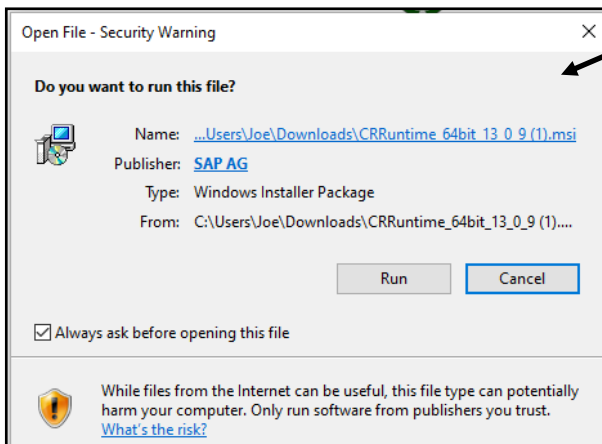 Open File - Security Warning
Do you want to run this file?
Name: ...Users\Joe\Downloads\CRRuntime_64bit_13_0_9 (1).msi
Publisher: SAP AG
Type: Windows Installer Package
From: C:\Users\Joe\Downloads\CRRuntime_64bit_13_0_9 (1)....
Run Cancel
Always ask before opening this file
While files from the Internet can be useful, this file type can potentially
harm your computer. Only run software from publishers you trust.
What's the risk?